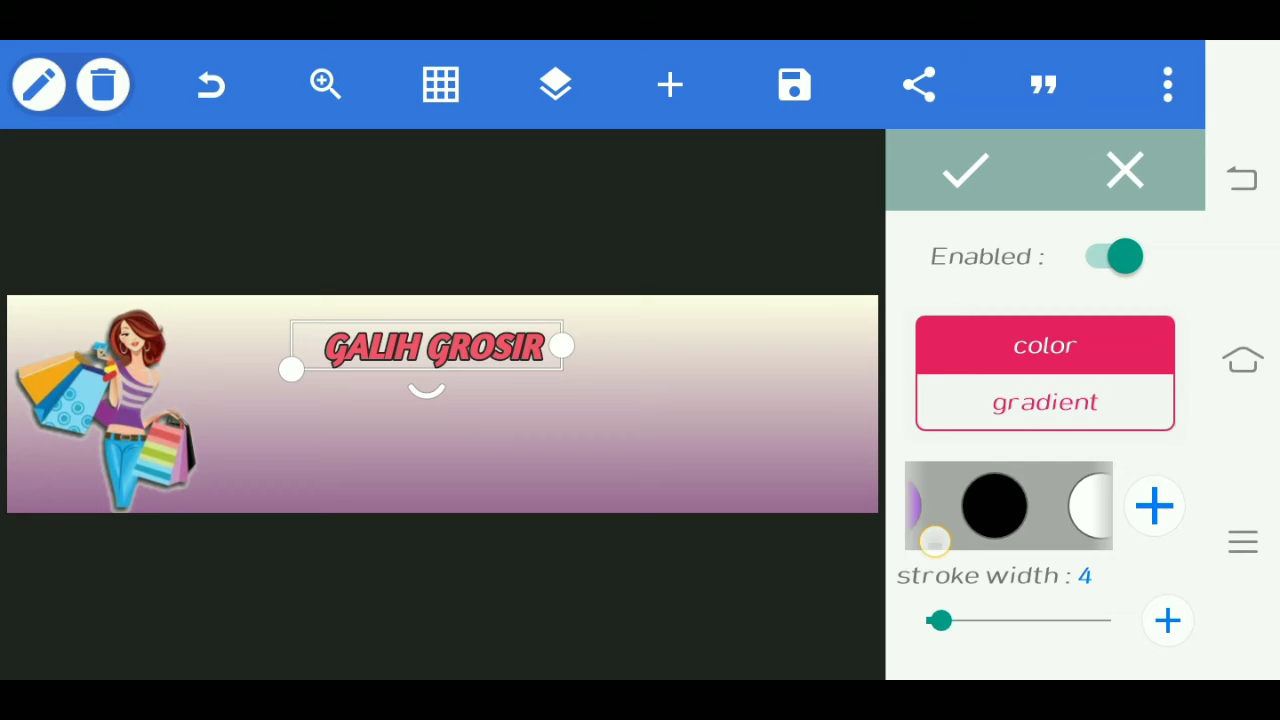 Enabled :
color
gradient
stroke width : 4
GALIH GROSIR